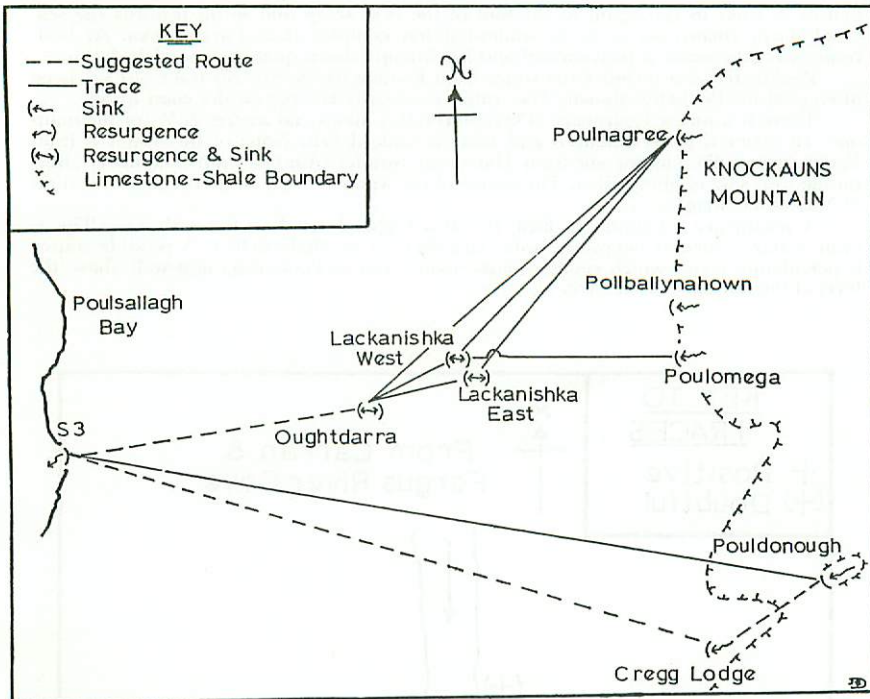 KEY
Suggested Route
Trace
Sink
Resurgence
Resurgence & Sink
Limestone-Shale Boundary
N
Poulnagree
KNOCKAUNS
MOUNTAIN
Pollballynahown
Poulsallagh
Bay
Lackanishka
West
Poulomega
Lackanishka
East
Oughtdarra
S3
Pouldonough
Cregg Lodge